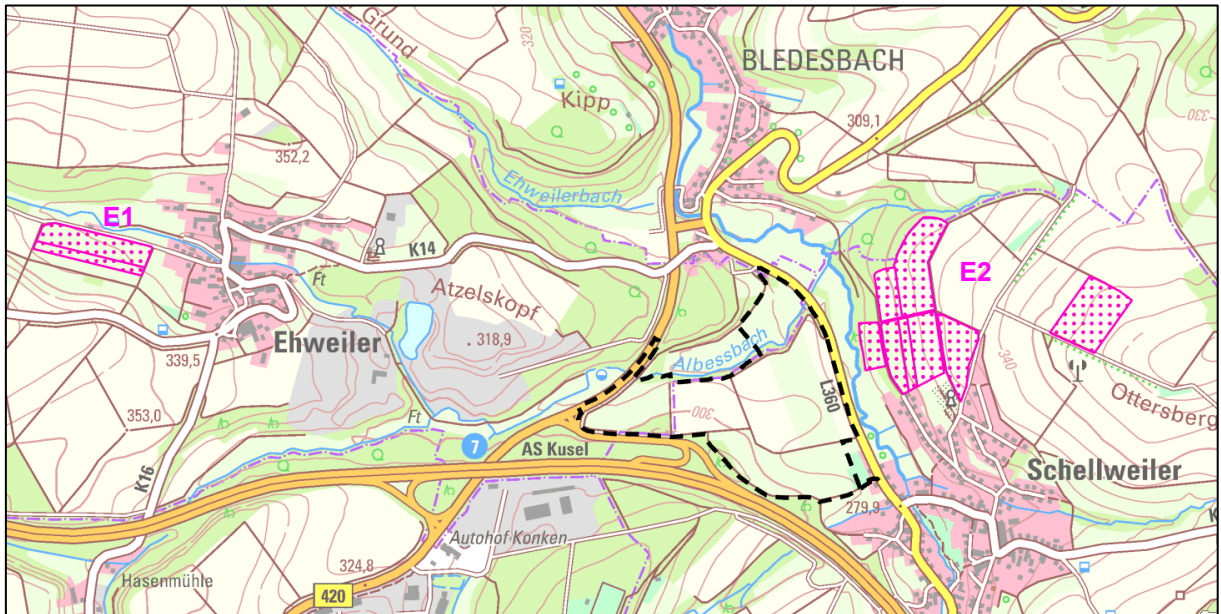 Grund
320
BLEDESBACH
Kipp
309,1
330
352,2
Ehweilerbach
E1
K14
Ft
E2
Atzelskopf
Ehweiler
318,9
340
339,5
Albessbach
L360
Ottersberg
353,0
300
Ft
7
AS Kusel
K16
Schellweiler
279,9
K
Autohof Konken
324,8
Hasenmühle
420